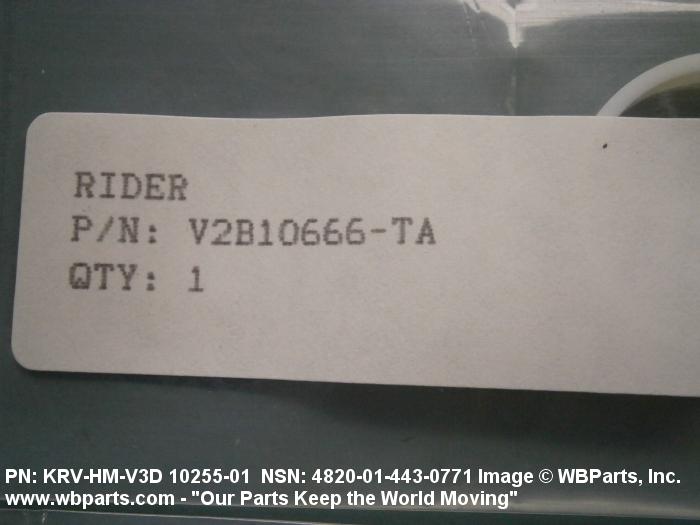 RIDER
P/N: V2B10666-TA
QTY: 1
PN: KRV-HM-V3D 10255-01 NSN: 4820-01-443-0771 Image © WBParts, Inc.
www.wbparts.com - "Our Parts Keep the World Moving"